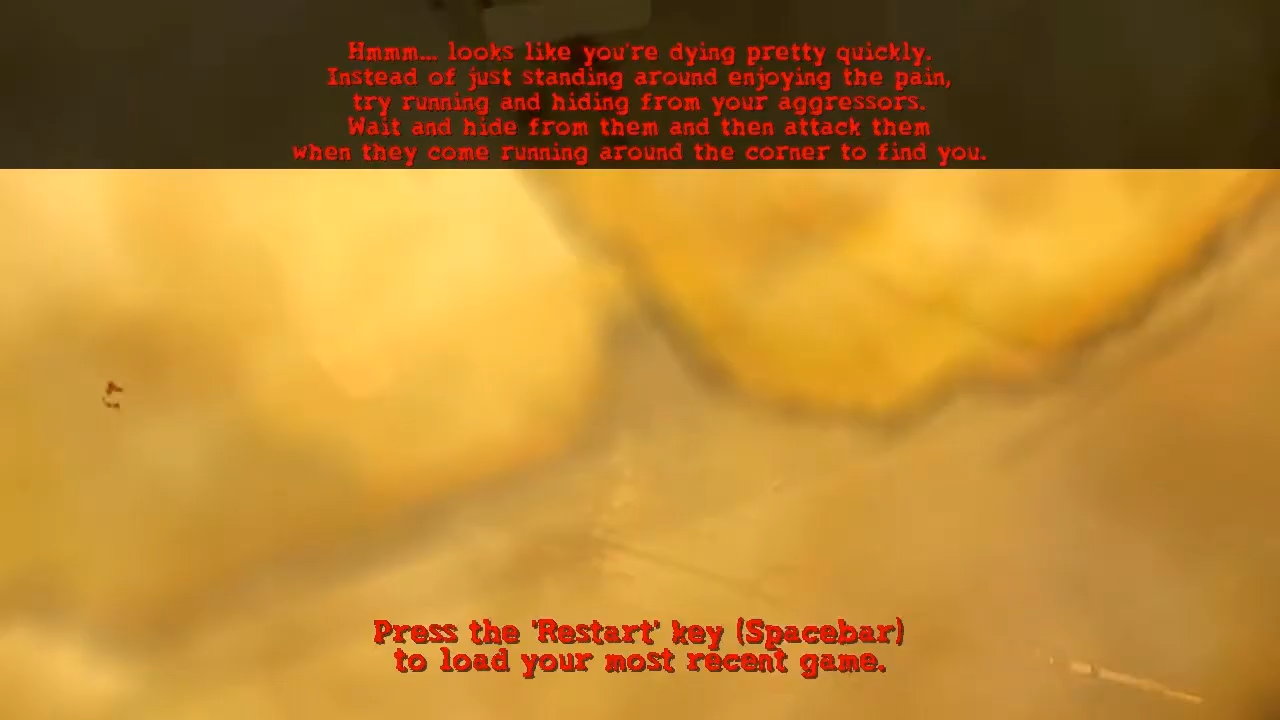 Hmmm... looks like you're dying pretty quickly.
Instead of just standing around enjoying the pain,
try running and hiding from your aggressors.
Wait and hide from them and then attack them
when they come running around the corner to find you.
Press the 'Restart' key (Spacebar)
to load your most recent game.